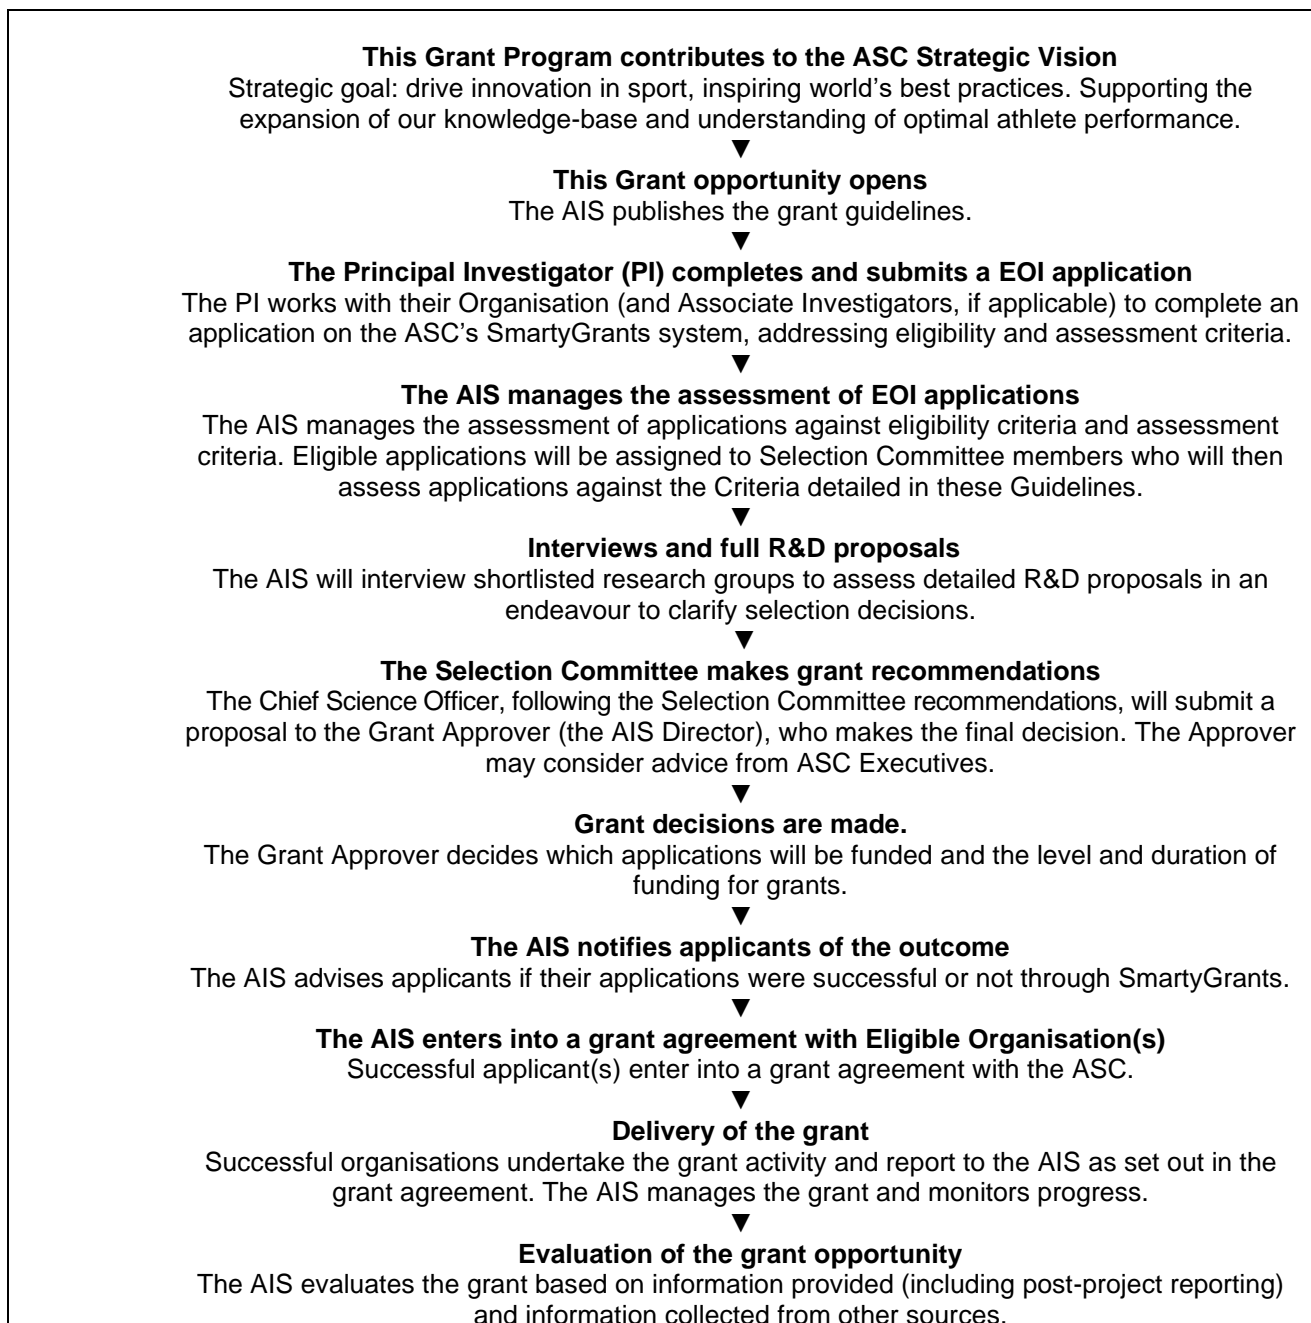 This Grant Program contributes to the ASC Strategic Vision
Strategic goal: drive innovation in sport, inspiring world's best practices. Supporting the
expansion of our knowledge-base and understanding of optimal athlete performance.
▼
This Grant opportunity opens
The AIS publishes the grant guidelines.
▼
The Principal Investigator (PI) completes and submits a EOI application
The PI works with their Organisation (and Associate Investigators, if applicable) to complete an
application on the ASC's SmartyGrants system, addressing eligibility and assessment criteria.
▼
The AIS manages the assessment of EOI applications
The AIS manages the assessment of applications against eligibility criteria and assessment
criteria. Eligible applications will be assigned to Selection Committee members who will then
assess applications against the Criteria detailed in these Guidelines.
▼
Interviews and full R&D proposals
The AIS will interview shortlisted research groups to assess detailed R&D proposals in an
endeavour to clarify selection decisions.
▼
The Selection Committee makes grant recommendations
The Chief Science Officer, following the Selection Committee recommendations, will submit a
proposal to the Grant Approver (the AIS Director), who makes the final decision. The Approver
may consider advice from ASC Executives.
▼
Grant decisions are made.
The Grant Approver decides which applications will be funded and the level and duration of
funding for grants.
▼
The AIS notifies applicants of the outcome
The AIS advises applicants if their applications were successful or not through SmartyGrants.
▼
The AIS enters into a grant agreement with Eligible Organisation(s)
Successful applicant(s) enter into a grant agreement with the ASC.
▼
Delivery of the grant
Successful organisations undertake the grant activity and report to the AIS as set out in the
grant agreement. The AIS manages the grant and monitors progress.
▼
Evaluation of the grant opportunity
The AIS evaluates the grant based on information provided (including post-project reporting)
and information collected from other sources.